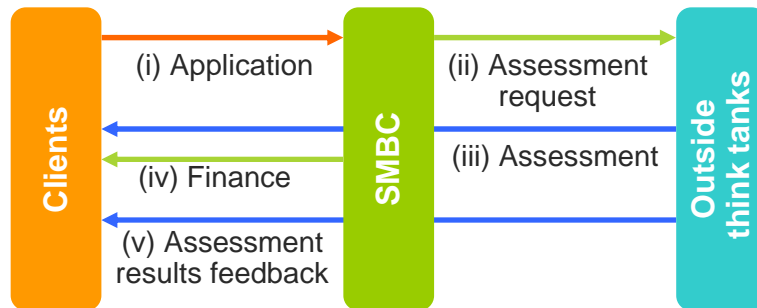 Clients
(i) Application
SMBC
(ii) Assessment
request
(iii) Assessment
(iv) Finance
(v) Assessment
results feedback
Outside
think tanks